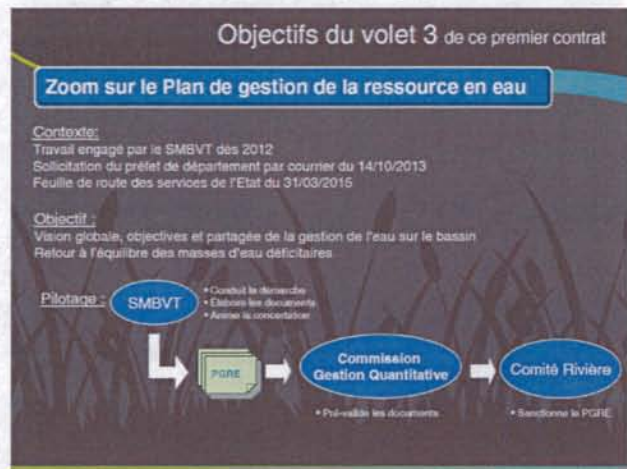 Objectifs du volet 3 de ce premier contrat
Zoom sur le Plan de gestion de la ressource en eau
Contexte:
Travail engagé par le SMBVT dès 2012
Sollicitation du préfet de département par courrier du 14/10/2013
Feuille de route des services de l'Etat du 31/03/2015
Objectif :
Vision globale, objectives et partagée de la gestion de l'eau sur le bassin
Retour à l'équilibre des masses d'eau déficitaires
Pilotage :
SMBVT
• Conduit la démarche
• Élabore les documents
• Anime la concertation
PGRE
Commission
Gestion Quantitative
Comité Rivière
• Pré-valide les documents
• Sanctionne le PGRE